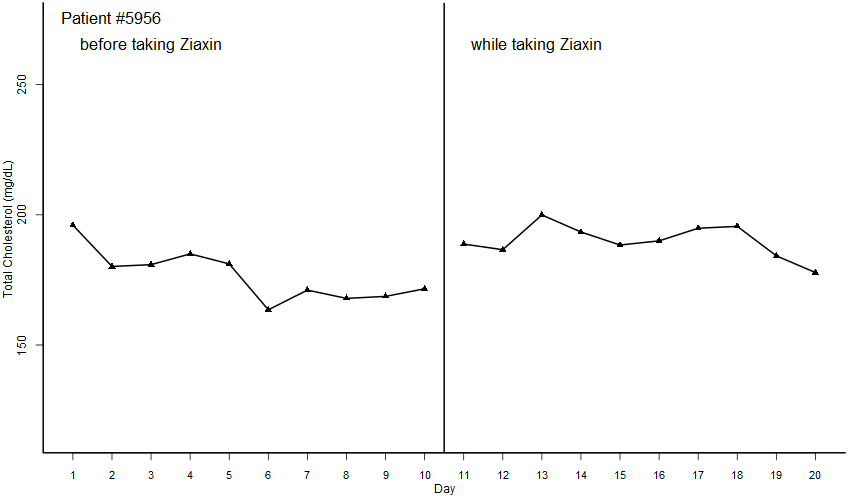 Patient #5956
before taking Ziaxin
while taking Ziaxin
Total Cholesterol (mg/dL)
250
200
150
1 2 3 4 5 6 7 8 9 10 11 12 13 14 15 16 17 18 19 20
Day